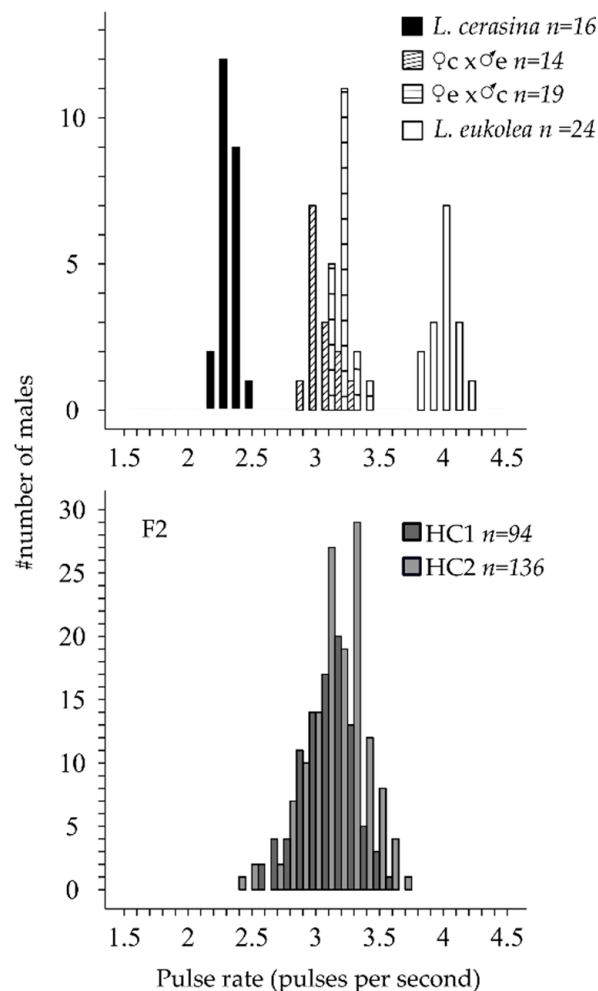 L. cerasina n=16
♀c x ♂e n=14
♀e x ♂c n=19
L. eukolea n =24
10
5
0
1.5 2 2.5 3 3.5 4 4.5
#number of males
F2
HC1 n=94
HC2 n=136
30
25
20
15
10
5
0
1.5 2 2.5 3 3.5 4 4.5
Pulse rate (pulses per second)